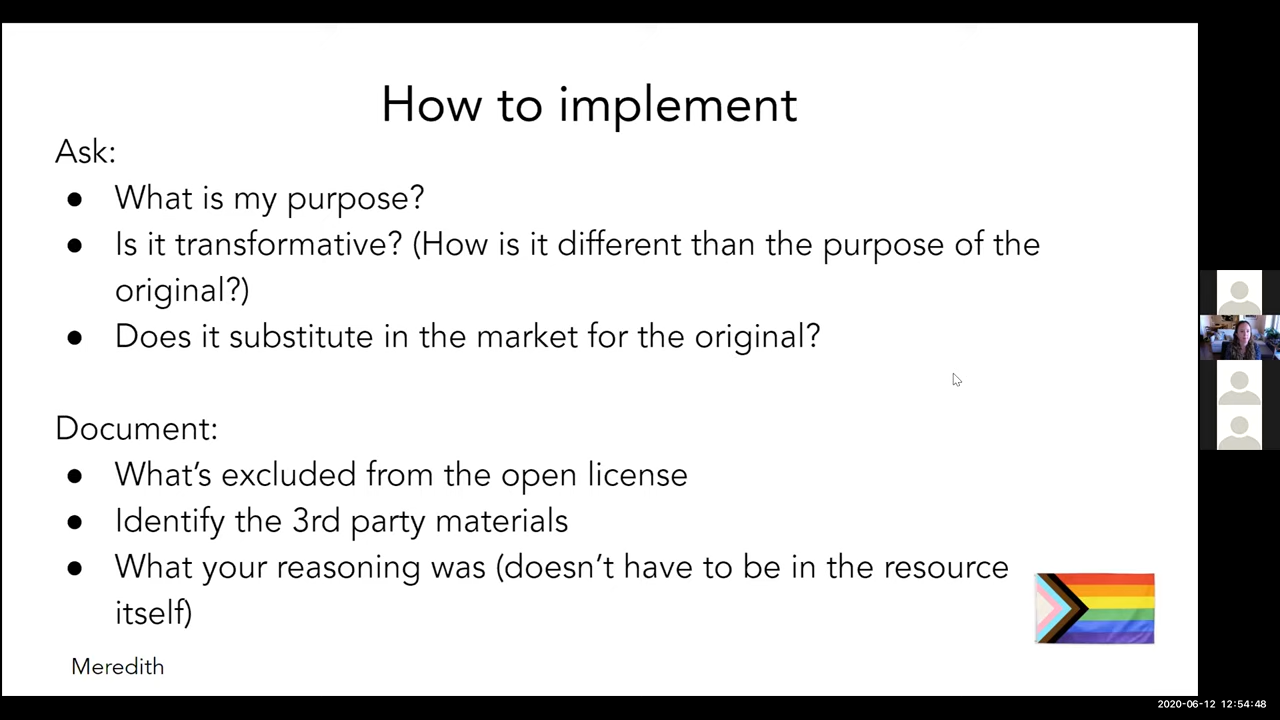 How to implement
Ask:
● What is my purpose?
● Is it transformative? (How is it different than the purpose of the
original?)
● Does it substitute in the market for the original?
Document:
● What’s excluded from the open license
● Identify the 3rd party materials
● What your reasoning was (doesn’t have to be in the resource
itself)
Meredith
2020-06-12 12:54:48